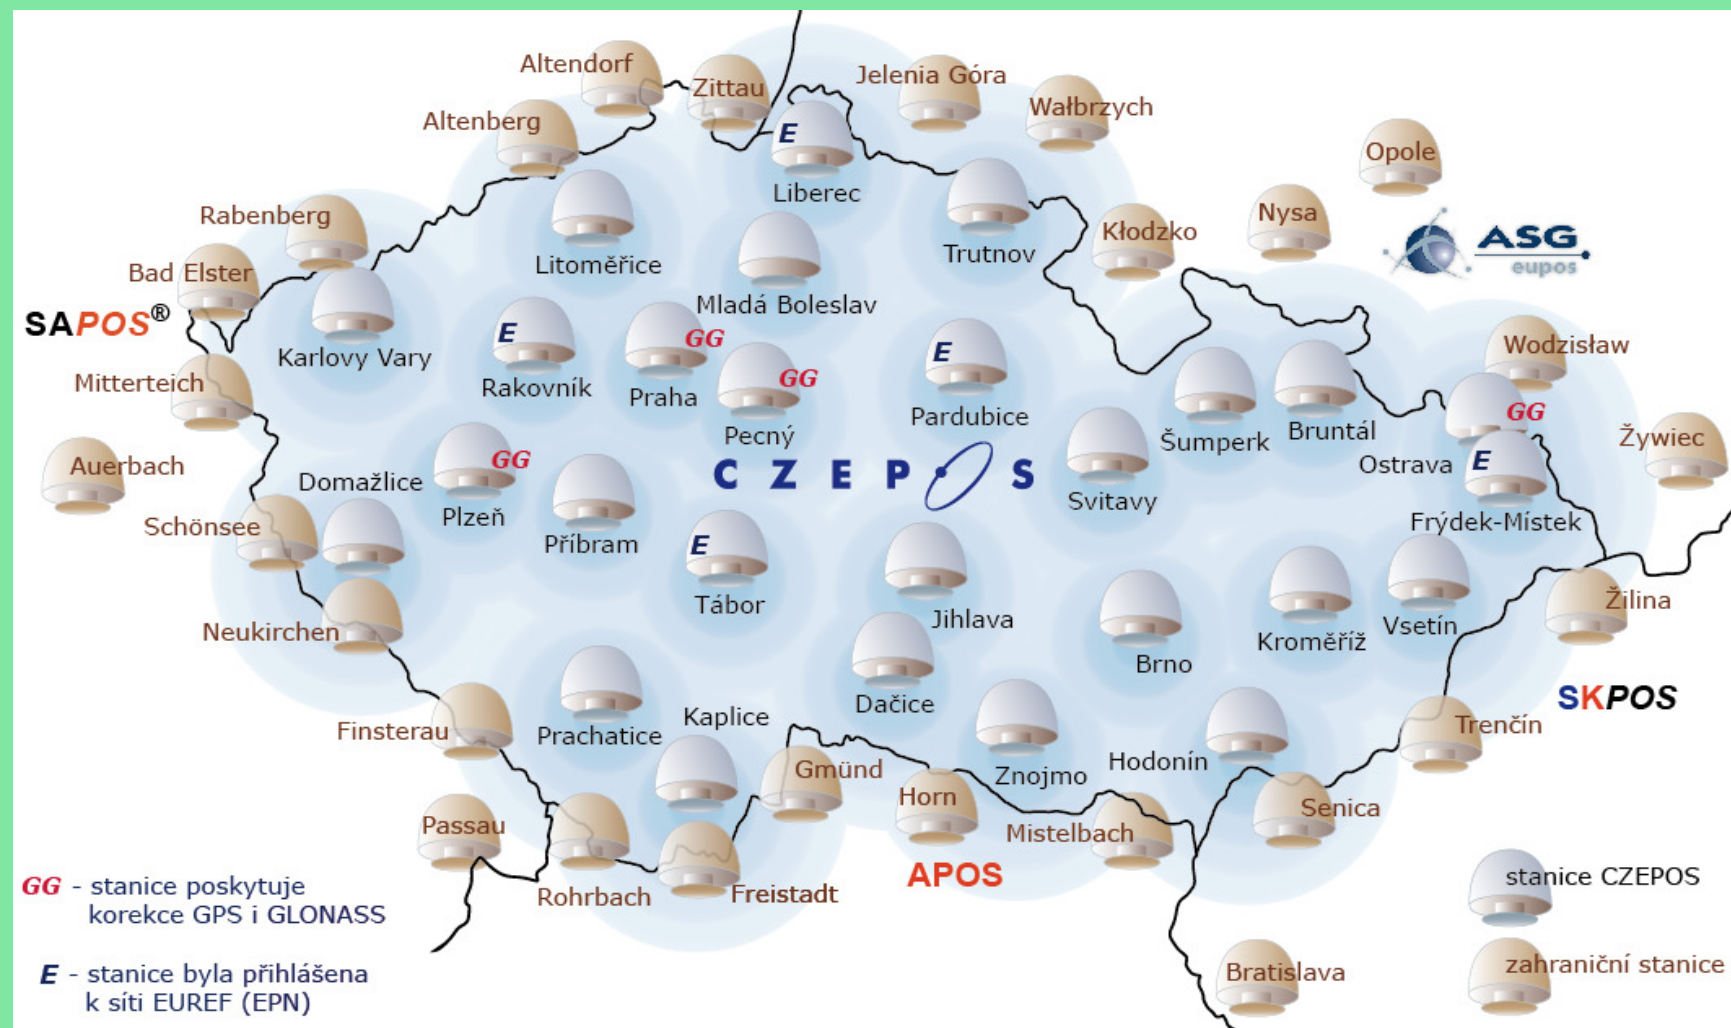 Altendorf
Zittau
Jelenia Góra
Wałbrzych
Altenberg
E
Liberec
Opole
Rabenberg
Litoměřice
Trutnov
Kłodzko
Nysa
ASG
eupos
Bad Elster
Mladá Boleslav
SAPOS®
Karlovy Vary
E
Rakovník
GG
Praha
GG
Pecný
E
Pardubice
Wodzisław
Mitterteich
Šumperk
Bruntál
GG
Ostrava
Żywiec
Auerbach
Domažlice
GG
Plzeň
CZEPOS
Svitavy
E
Frýdek-Místek
Schönsee
Příbram
E
Tábor
Jihlava
Neukirchen
Brno
Kroměříž
Vsetín
Žilina
Finsterau
Prachatice
Kaplice
Dačice
SKPOS
Trenčín
Znojmo
Hodonín
Gmünd
Horn
Mistelbach
Senica
Passau
Rohrbach
Freistadt
APOS
GG - stanice poskytuje
korekce GPS i GLONASS
E - stanice byla přihlášena
k síti EUREF (EPN)
Bratislava
stanice CZEPOS
zahraniční stanice